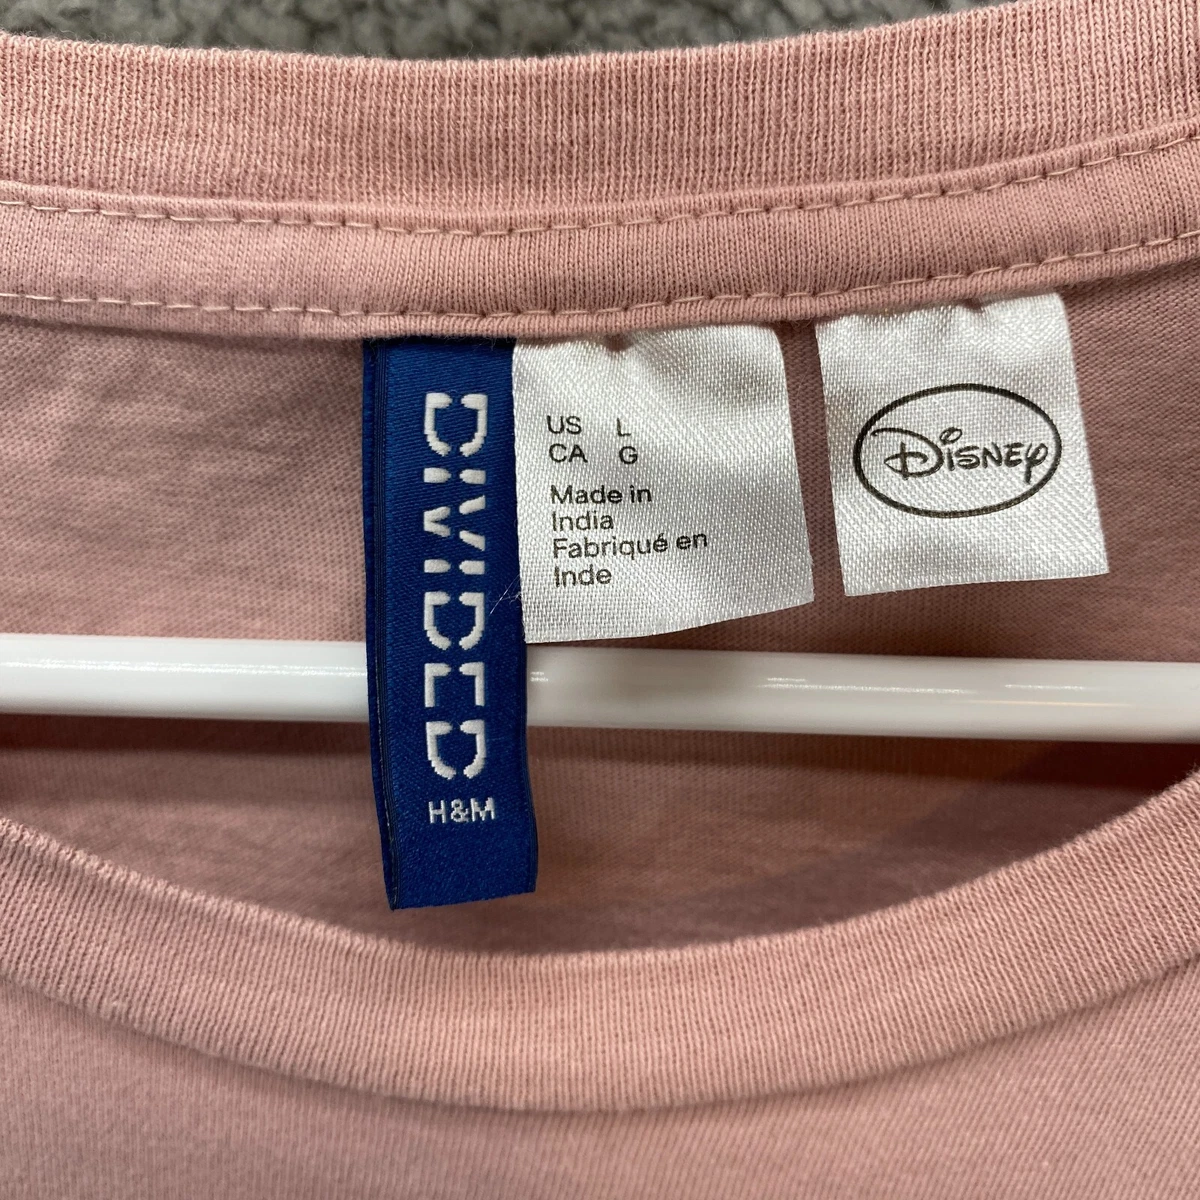 DIVIDED
H&M
US L
CA G
Made in
India
Fabriqué en
Inde
Disney